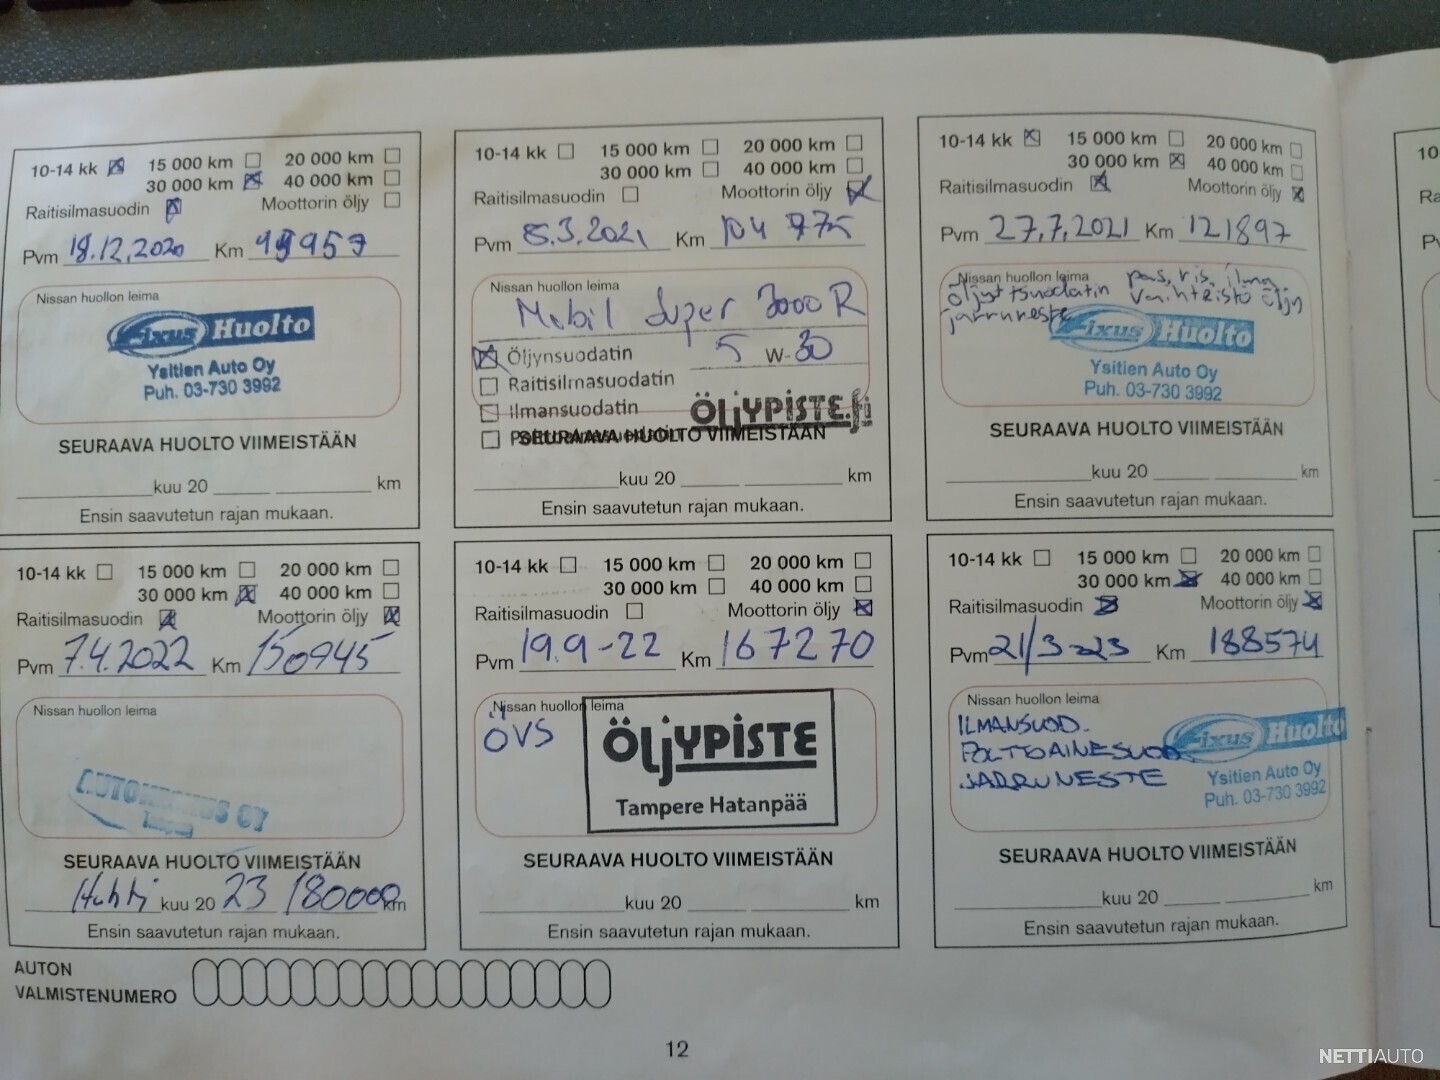 10-14 kk 15 000 km 20 000 km
30 000 km 40 000 km
Raitisilmasuodin Moottorin öljy
Pvm 18.12.2020 Km 99957
Nissan huollon leima
Fixus Huolto
Ysitien Auto Oy
Puh. 03-730 3992
SEURAAVA HUOLTO VIIMEISTÄÄN
kuu 20 km
Ensin saavutetun rajan mukaan.
10-14 kk 15 000 km 20 000 km
30 000 km 40 000 km
Raitisilmasuodin Moottorin öljy
Pvm 8.3.2021 Km 104 775
Nissan huollon leima
Mobil Super 3000 R
Öljynsuodatin 5 W-30
Raitisilmasuodatin
Ilmansuodatin ÖLJYPISTE.fi
SEURAAVA HUOLTO VIIMEISTÄÄN
kuu 20 km
Ensin saavutetun rajan mukaan.
10-14 kk 15 000 km 20 000 km
30 000 km 40 000 km
Raitisilmasuodin Moottorin öljy
Pvm 27,7,2021 Km 121897
Nissan huollon leima
öljyt+suodatin vaihteisto öljy
jarruneste Fixus Huolto
Ysitien Auto Oy
Puh. 03-730 3992
SEURAAVA HUOLTO VIIMEISTÄÄN
kuu 20 km
Ensin saavutetun rajan mukaan.
10-14 kk 15 000 km 20 000 km
30 000 km 40 000 km
Raitisilmasuodin Moottorin öljy
Pvm 7.4.2022 Km 150945
Nissan huollon leima
SEURAAVA HUOLTO VIIMEISTÄÄN
Huhti kuu 20 23 180000 km
Ensin saavutetun rajan mukaan.
10-14 kk 15 000 km 20 000 km
30 000 km 40 000 km
Raitisilmasuodin Moottorin öljy
Pvm 19.9-22 Km 167270
Nissan huollon leima
ÖVS ÖLJYPISTE
Tampere Hatanpää
SEURAAVA HUOLTO VIIMEISTÄÄN
kuu 20 km
Ensin saavutetun rajan mukaan.
10-14 kk 15 000 km 20 000 km
30 000 km 40 000 km
Raitisilmasuodin Moottorin öljy
Pvm 21/3-23 Km 188574
Nissan huollon leima
ILMANSUOD. Fixus Huolto
POLTTOAINESUOD.
JARRUNESTE Ysitien Auto Oy
Puh. 03-730 3992
SEURAAVA HUOLTO VIIMEISTÄÄN
kuu 20 km
Ensin saavutetun rajan mukaan.
AUTON
VALMISTENUMERO
12
NETTIAUTO